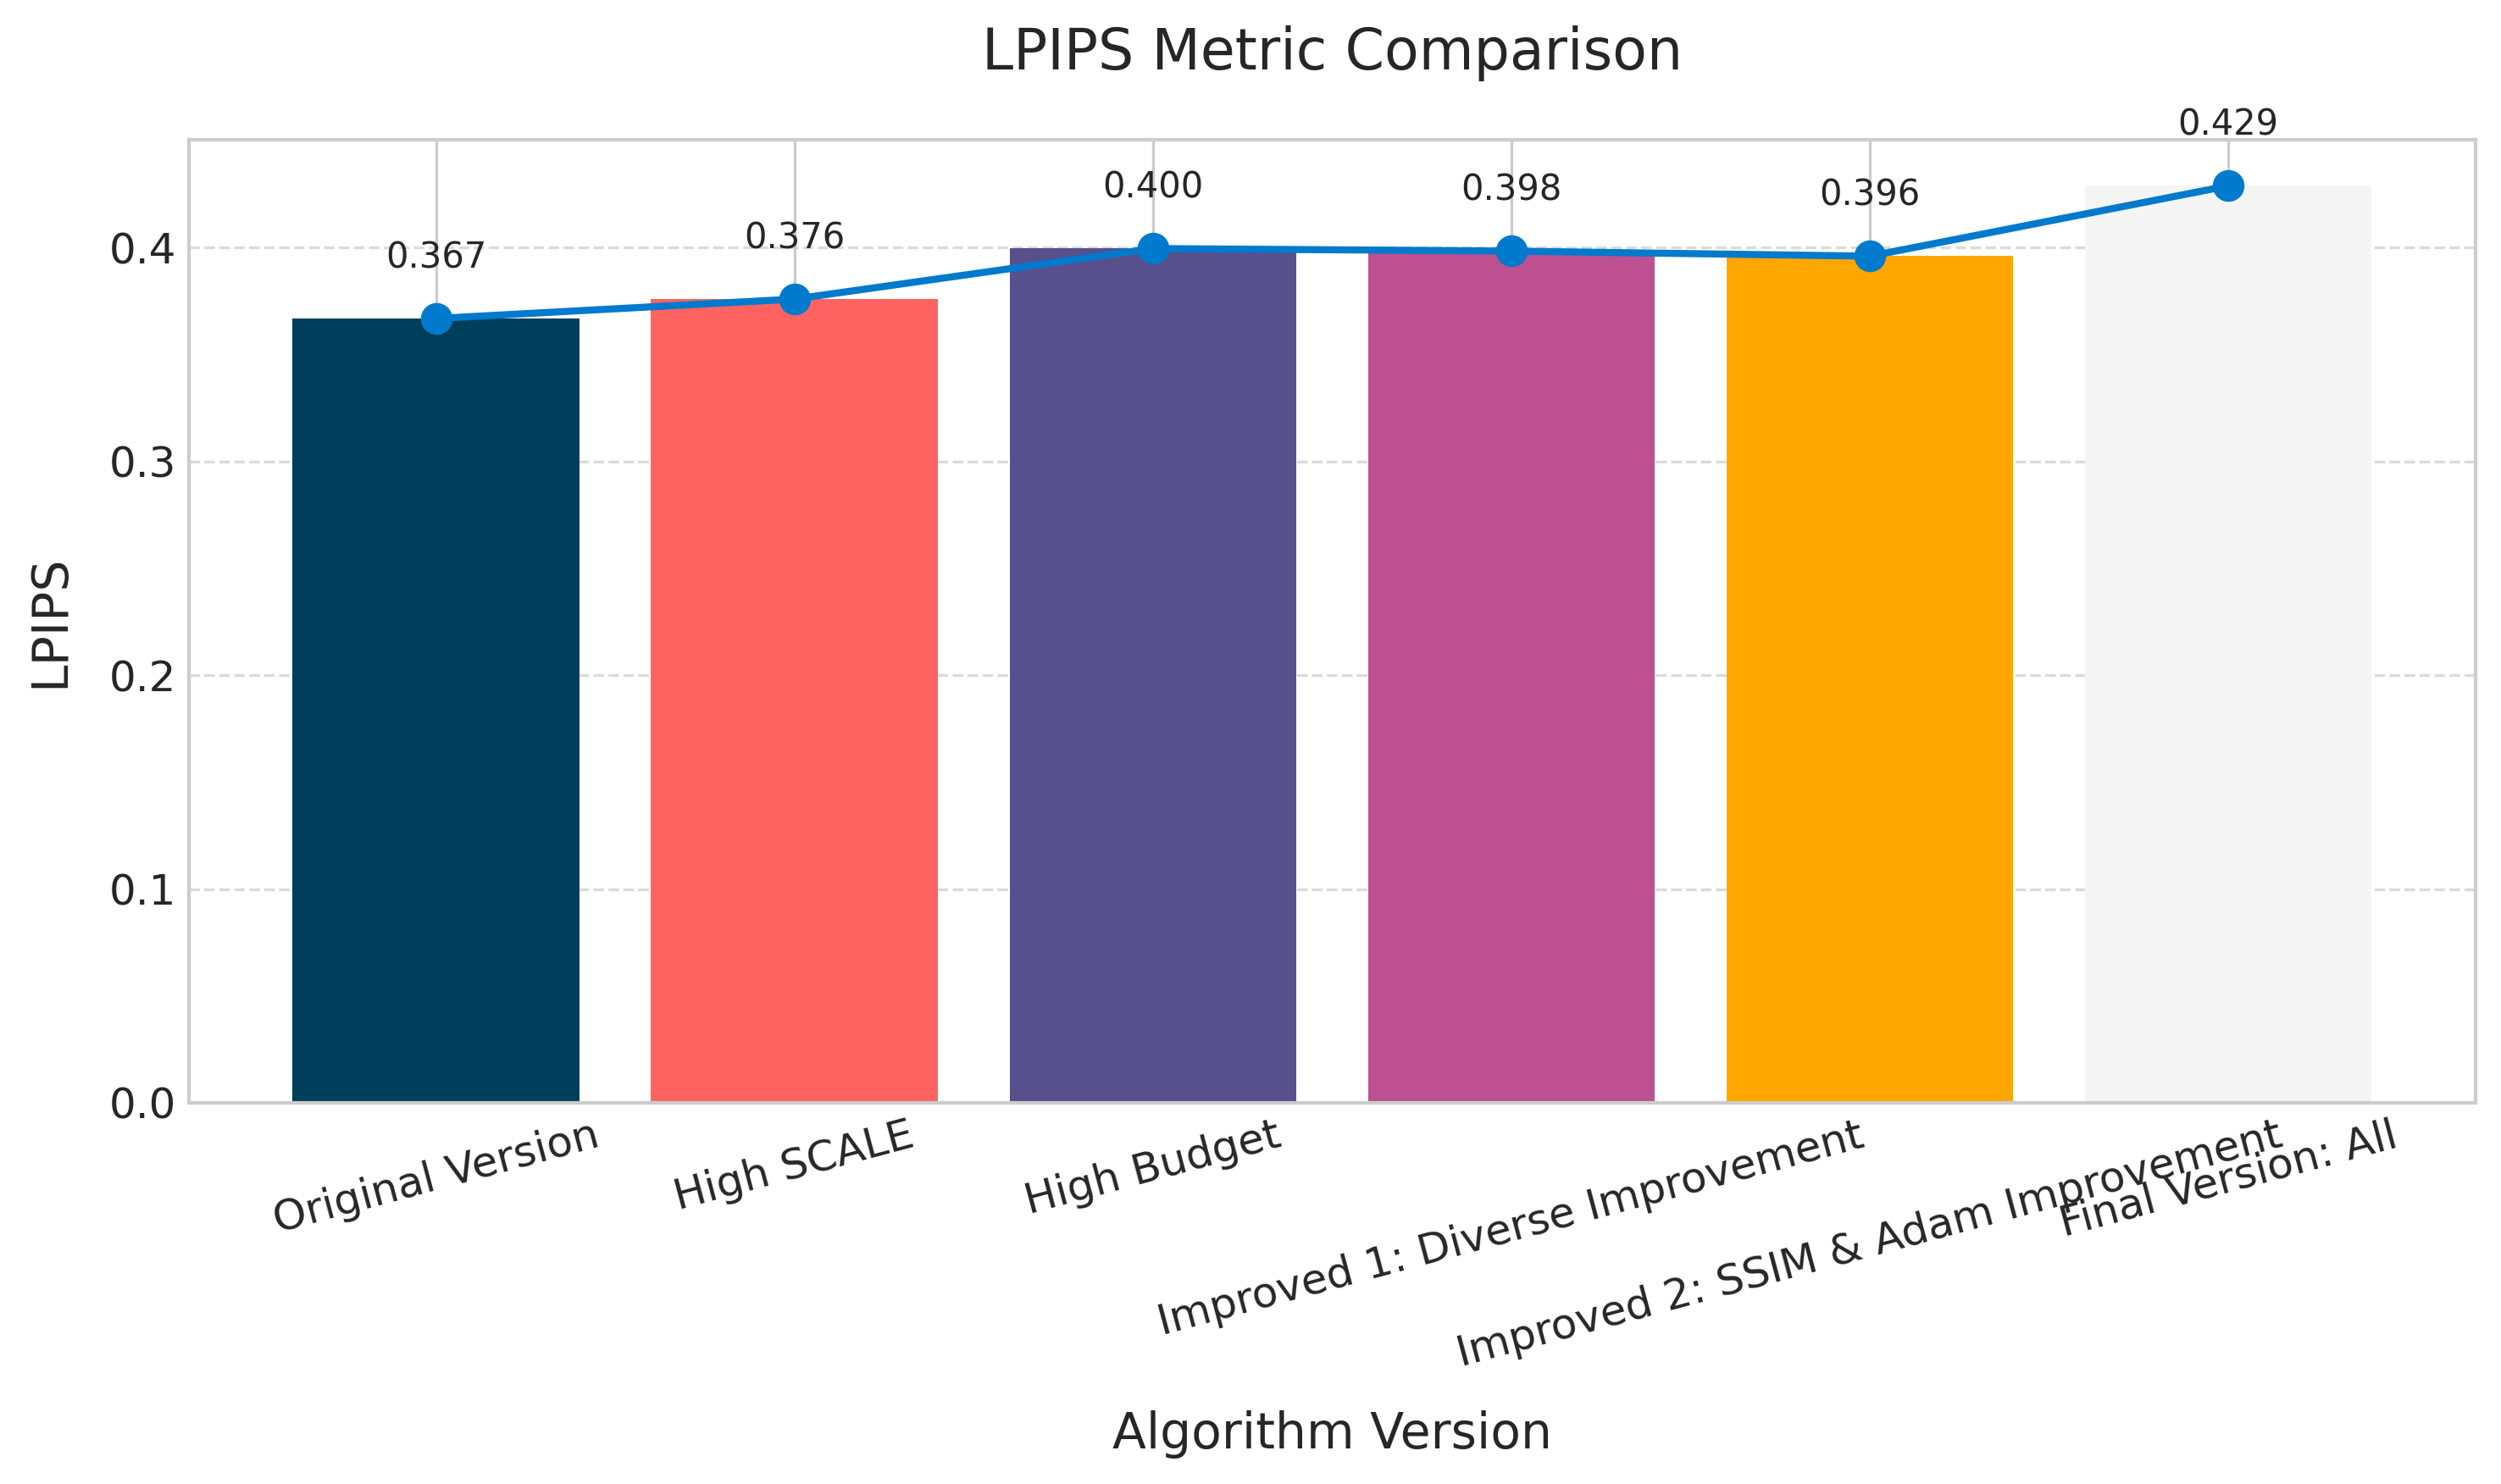 LPIPS Metric Comparison
0.429
0.400
0.398
0.396
0.376
0.367
0.4
0.3
0.2
0.1
0.0
LPIPS
Original Version
High SCALE
High Budget
Improved 1: Diverse Improvement
Improved 2: SSIM & Adam Improvement
Final Version: All
Algorithm Version